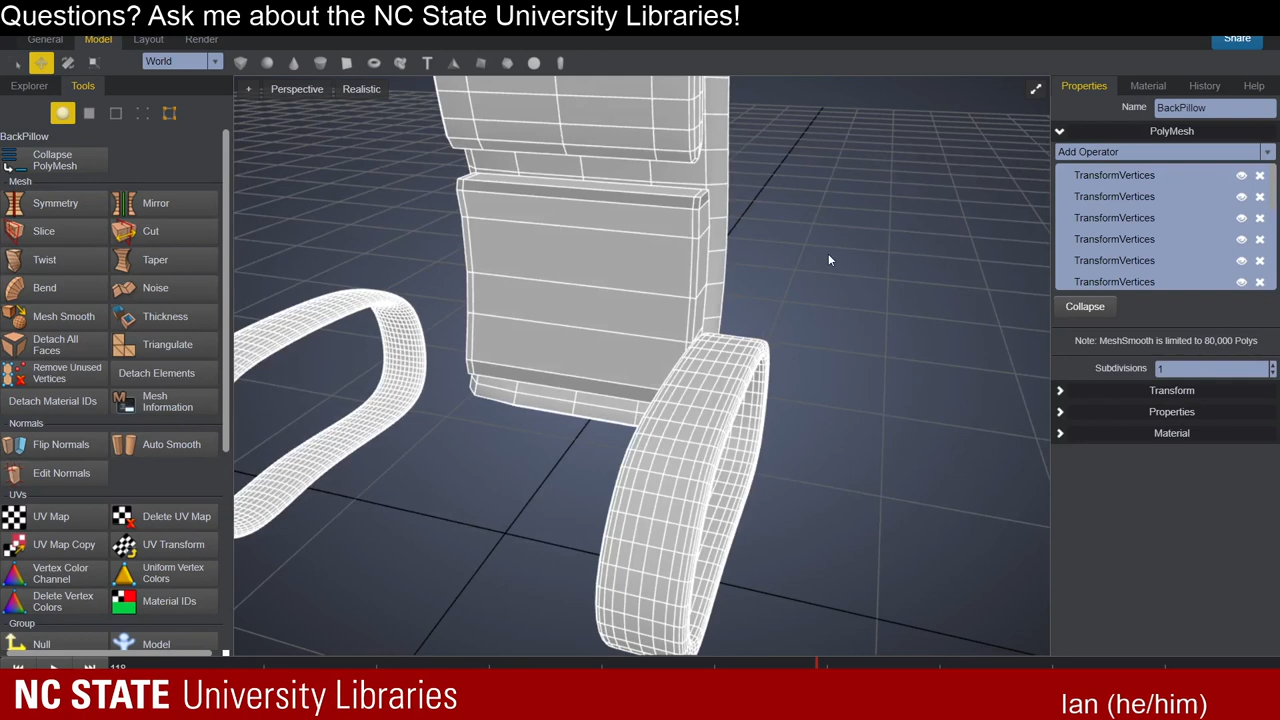 Questions? Ask me about the NC State University Libraries!
General Model Layout Render Share
World
Explorer Tools
Perspective Realistic
Properties Material History Help
Name BackPillow
BackPillow
PolyMesh
Collapse PolyMesh
Add Operator
Mesh
TransformVertices
Symmetry Mirror
TransformVertices
Slice Cut
TransformVertices
Twist Taper
TransformVertices
Bend Noise
TransformVertices
Mesh Smooth Thickness
TransformVertices
Collapse
Detach All Faces Triangulate
Note: MeshSmooth is limited to 80,000 Polys
Remove Unused Vertices Detach Elements
Subdivisions 1
Detach Material IDs Mesh Information
Transform
Properties
Normals
Material
Flip Normals Auto Smooth
Edit Normals
UVs
UV Map Delete UV Map
UV Map Copy UV Transform
Vertex Color Channel Uniform Vertex Colors
Delete Vertex Colors Material IDs
Group
Null Model
NC STATE University Libraries
Ian (he/him)